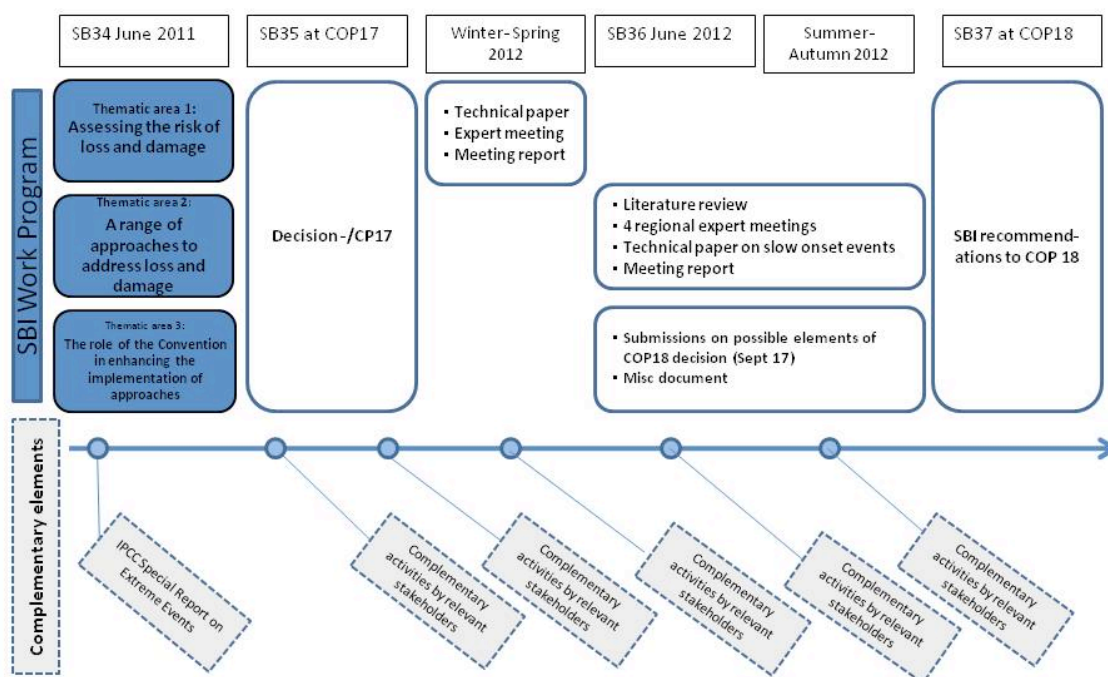 SB34 June 2011
SB35 at COP17
Winter-Spring
2012
SB36 June 2012
Summer-
Autumn 2012
SB37 at COP18
SBI Work Program
Thematic area 1:
Assessing the risk of
loss and damage
Thematic area 2:
A range of
approaches to
address loss and
damage
Thematic area 3:
The role of the Convention
in enhancing the
implementation of
approaches
Decision-/CP17
▪ Technical paper
▪ Expert meeting
▪ Meeting report
▪ Literature review
▪ 4 regional expert meetings
▪ Technical paper on slow onset events
▪ Meeting report
▪ Submissions on possible elements of
COP18 decision (Sept 17)
▪ Misc document
SBI recommend-
ations to COP 18
Complementary elements
IPCC Special Report on
Extreme Events
Complementary
activities by relevant
stakeholders
Complementary
activities by relevant
stakeholders
Complementary
activities by relevant
stakeholders
Complementary
activities by relevant
stakeholders
Complementary
activities by relevant
stakeholders